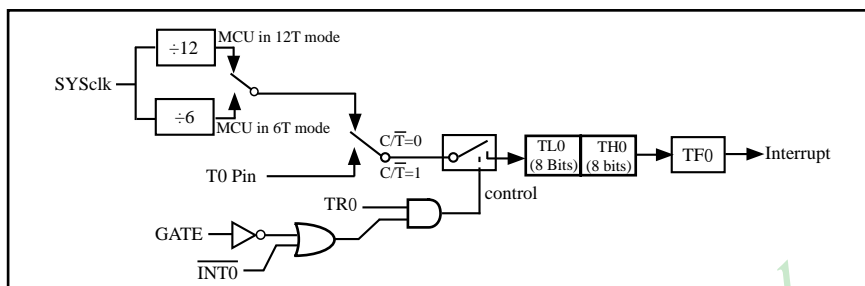 ÷12
MCU in 12T mode
SYSclk
÷6
MCU in 6T mode
C/T̅=0
C/T̅=1
T0 Pin
TL0
(8 Bits)
TH0
(8 bits)
TF0
Interrupt
control
TR0
GATE
I̅N̅T̅0̅